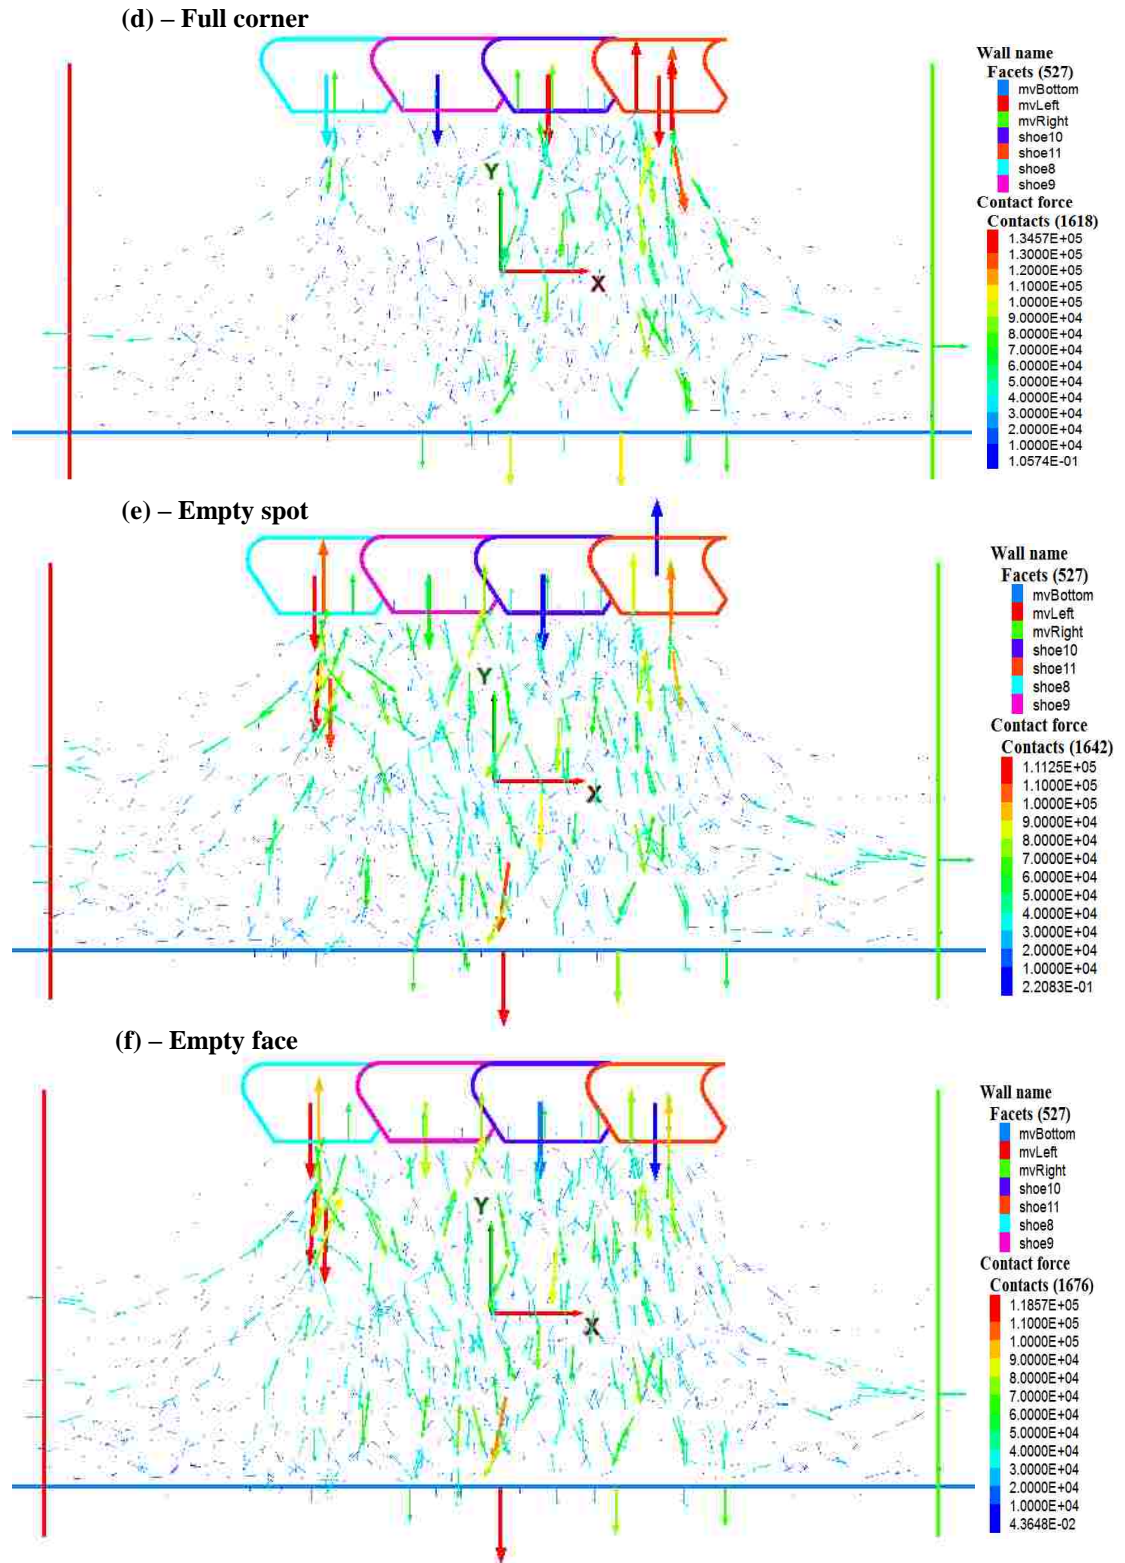 (d) – Full corner
Y
X
Wall name
Facets (527)
mvBottom
mvLeft
mvRight
shoe10
shoe11
shoe8
shoe9
Contact force
Contacts (1618)
1.3457E+05
1.3000E+05
1.2000E+05
1.1000E+05
1.0000E+05
9.0000E+04
8.0000E+04
7.0000E+04
6.0000E+04
5.0000E+04
4.0000E+04
3.0000E+04
2.0000E+04
1.0000E+04
1.0574E-01
(e) – Empty spot
Y
X
Wall name
Facets (527)
mvBottom
mvLeft
mvRight
shoe10
shoe11
shoe8
shoe9
Contact force
Contacts (1642)
1.1125E+05
1.1000E+05
1.0000E+05
9.0000E+04
8.0000E+04
7.0000E+04
6.0000E+04
5.0000E+04
4.0000E+04
3.0000E+04
2.0000E+04
1.0000E+04
2.2083E-01
(f) – Empty face
Y
X
Wall name
Facets (527)
mvBottom
mvLeft
mvRight
shoe10
shoe11
shoe8
shoe9
Contact force
Contacts (1676)
1.1857E+05
1.1000E+05
1.0000E+05
9.0000E+04
8.0000E+04
7.0000E+04
6.0000E+04
5.0000E+04
4.0000E+04
3.0000E+04
2.0000E+04
1.0000E+04
4.3648E-02